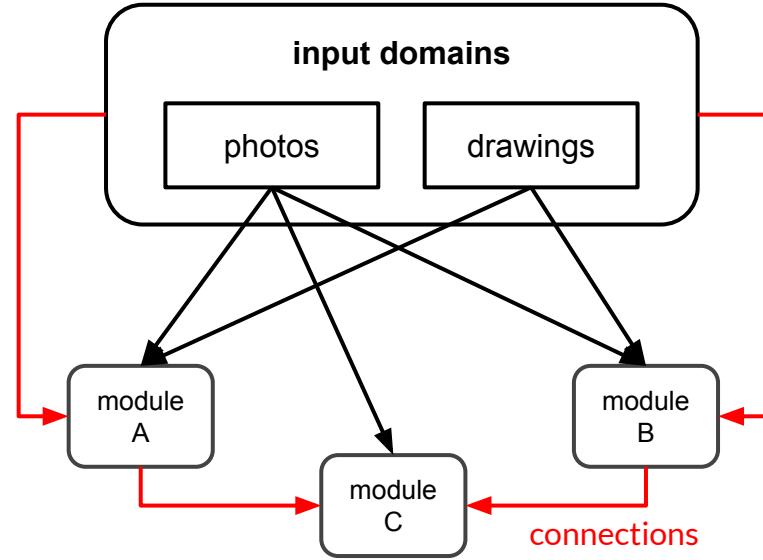 input domains
photos
drawings
module
A
module
B
module
C
connections